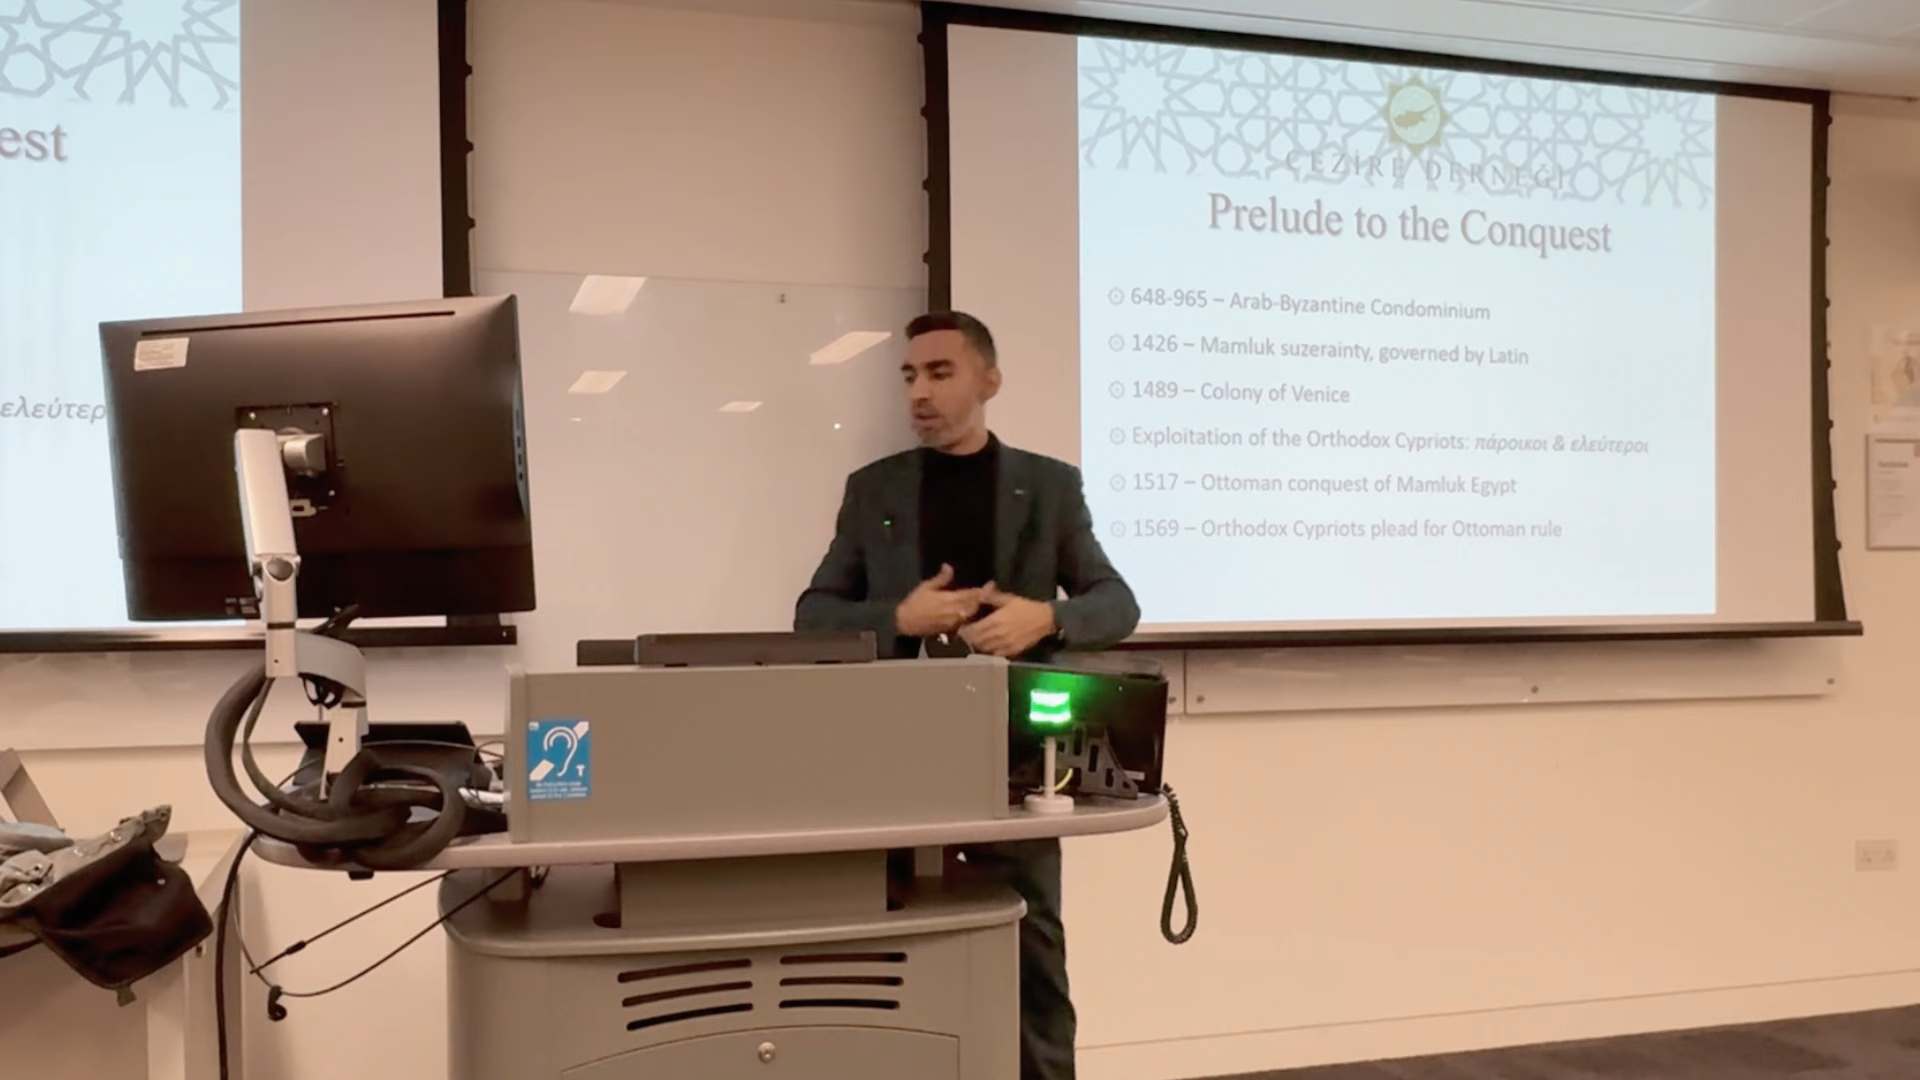 est
ελεύτερ
CEZİRE DERNEĞİ
Prelude to the Conquest
648-965 – Arab-Byzantine Condominium
1426 – Mamluk suzerainty, governed by Latin
1489 – Colony of Venice
Exploitation of the Orthodox Cypriots: πάροικοι & ελεύτεροι
1517 – Ottoman conquest of Mamluk Egypt
1569 – Orthodox Cypriots plead for Ottoman rule
T